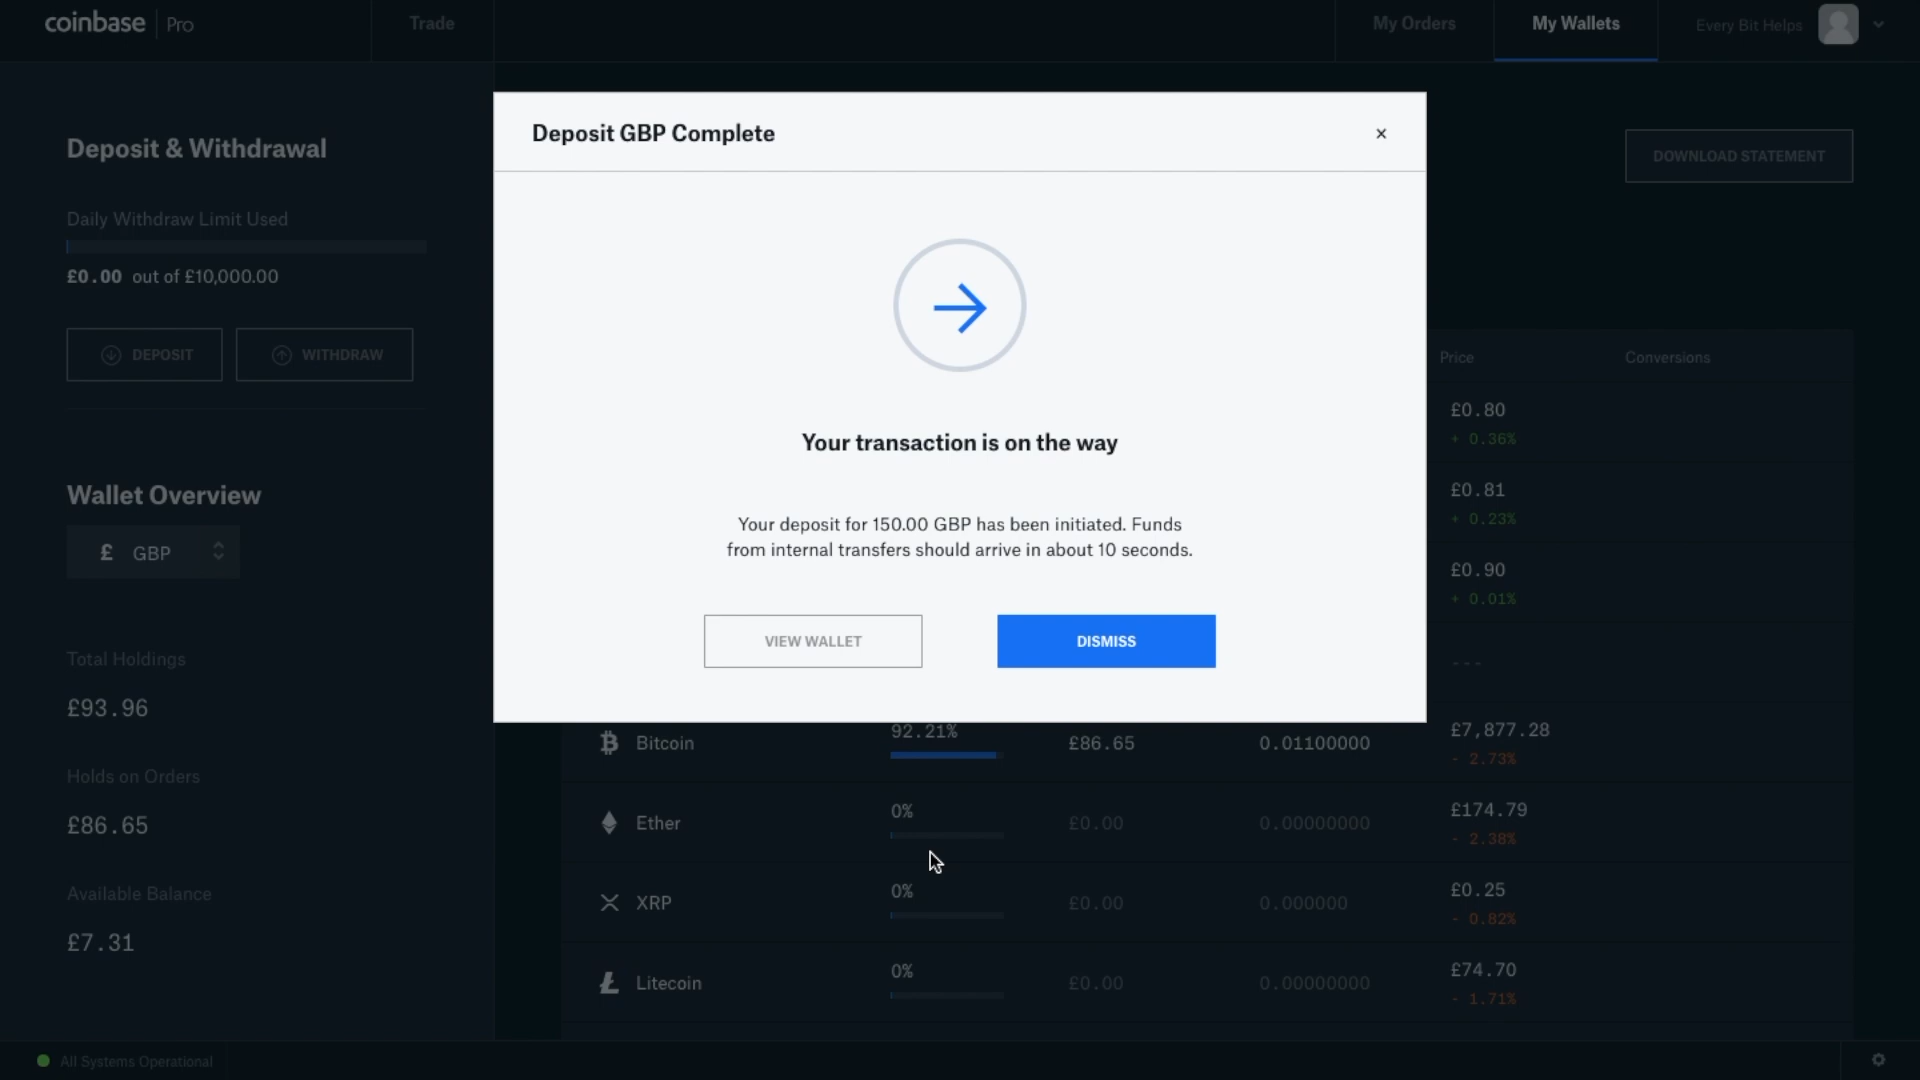 coinbase Pro
Trade
My Orders
My Wallets
Every Bit Helps
Deposit & Withdrawal
Daily Withdraw Limit Used
£0.00 out of £10,000.00
DEPOSIT
WITHDRAW
Wallet Overview
£ GBP
Total Holdings
£93.96
Holds on Orders
£86.65
Available Balance
£7.31
All Systems Operational
Deposit GBP Complete
×
Your transaction is on the way
Your deposit for 150.00 GBP has been initiated. Funds
from internal transfers should arrive in about 10 seconds.
VIEW WALLET
DISMISS
DOWNLOAD STATEMENT
Price Conversions
£0.80
+ 0.36%
£0.81
+ 0.23%
£0.90
+ 0.01%
---
Bitcoin 92.21% £86.65 0.01100000 £7,877.28
- 2.73%
Ether 0% £0.00 0.00000000 £174.79
- 2.38%
XRP 0% £0.00 0.000000 £0.25
- 0.82%
Litecoin 0% £0.00 0.00000000 £74.70
- 1.71%